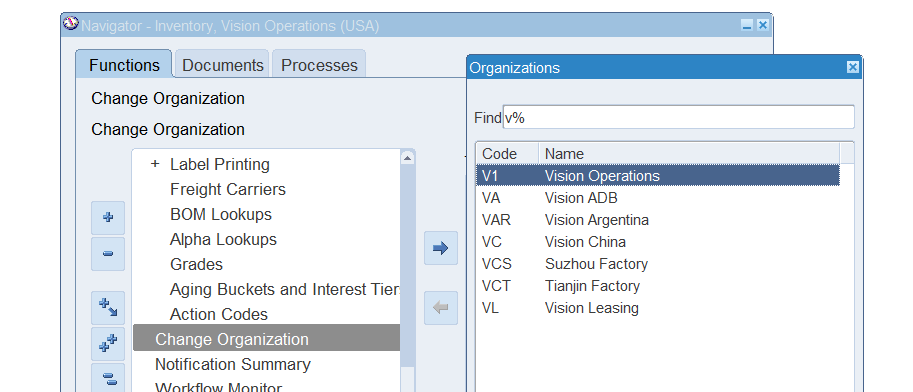 Navigator - Inventory, Vision Operations (USA)
Functions Documents Processes
Change Organization
Change Organization
+ Label Printing
Freight Carriers
BOM Lookups
Alpha Lookups
Grades
Aging Buckets and Interest Tier
Action Codes
Change Organization
Notification Summary
Workflow Monitor
Organizations
Find v%
Code Name
V1 Vision Operations
VA Vision ADB
VAR Vision Argentina
VC Vision China
VCS Suzhou Factory
VCT Tianjin Factory
VL Vision Leasing